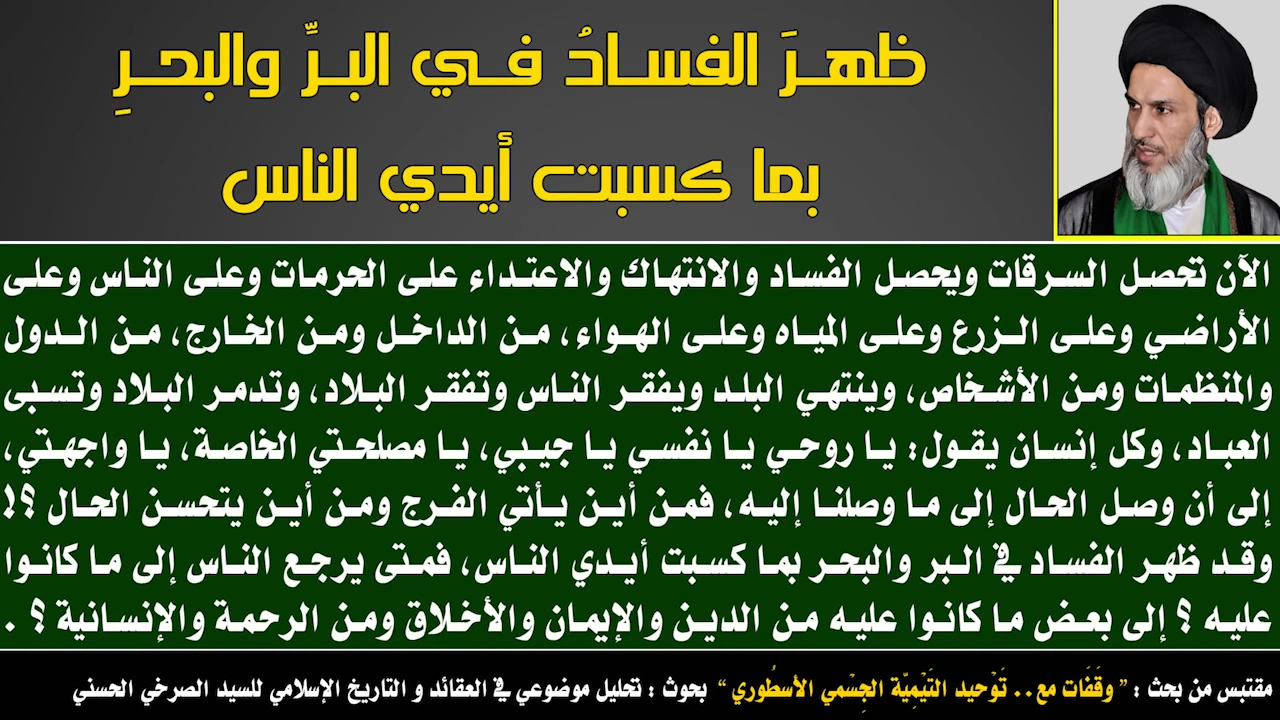 ظهرَ الفسادُ في البرِّ والبحرِ
بما كسبت أيدي الناس
الآن تحصل السرقات ويحصل الفساد والانتهاك والاعتداء على الحرمات وعلى الناس وعلى
الأراضي وعلى الزرع وعلى المياه وعلى الهواء، من الداخل ومن الخارج، من الدول
والمنظمات ومن الأشخاص، وينتهي البلد ويفقر الناس وتفقر البلاد، وتدمر البلاد وتسبى
العباد، وكل إنسان يقول: يا روحي يا نفسي يا جيبي، يا مصلحتي الخاصة، يا واجهتي،
إلى أن وصل الحال إلى ما وصلنا إليه، فمن أين يأتي الفرج ومن أين يتحسن الحال ؟!
وقد ظهر الفساد في البر والبحر بما كسبت أيدي الناس، فمتى يرجع الناس إلى ما كانوا
عليه ؟ إلى بعض ما كانوا عليه من الدين والإيمان والأخلاق ومن الرحمة والإنسانية ؟ .
مقتبس من بحث : " وقَفَات مع.. تَوْحيد التَيْمِيَّة الجِسْمي الأسطُوري " بحوث : تحليل موضوعي في العقائد و التاريخ الإسلامي للسيد الصرخي الحسني